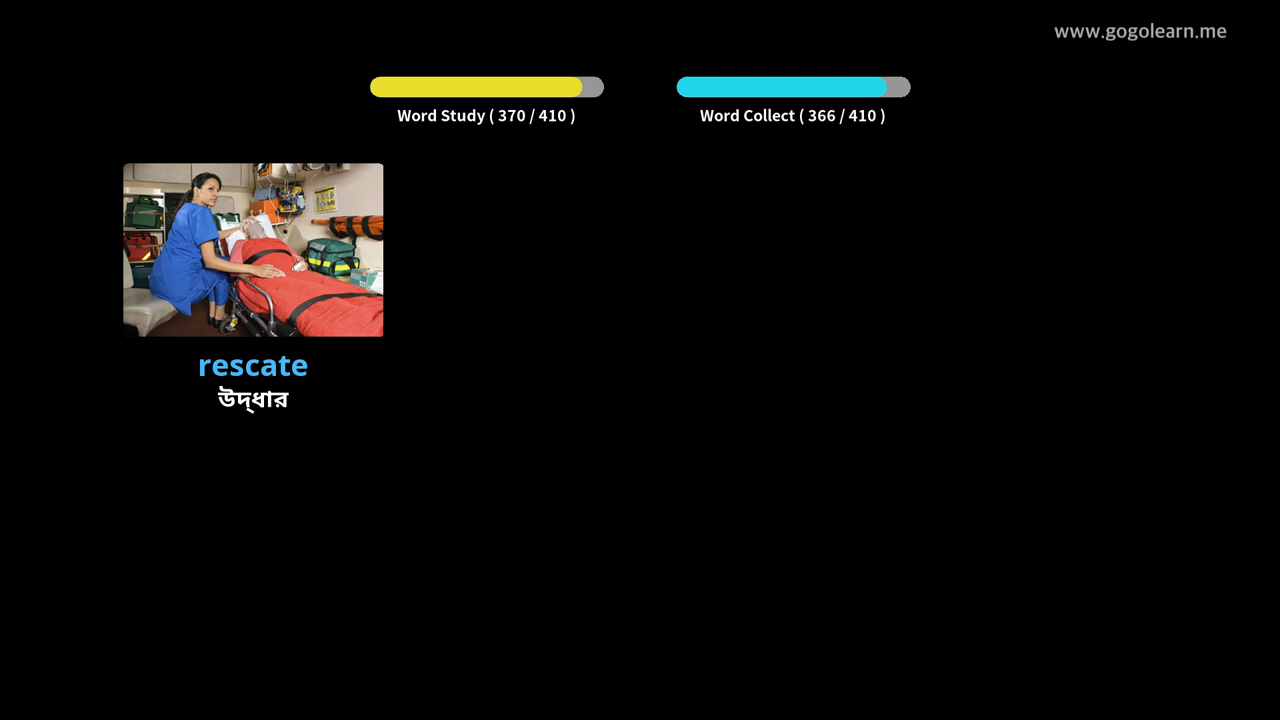 www.gogolearn.me
Word Study ( 370 / 410 )
Word Collect ( 366 / 410 )
rescate
উদ্ধার